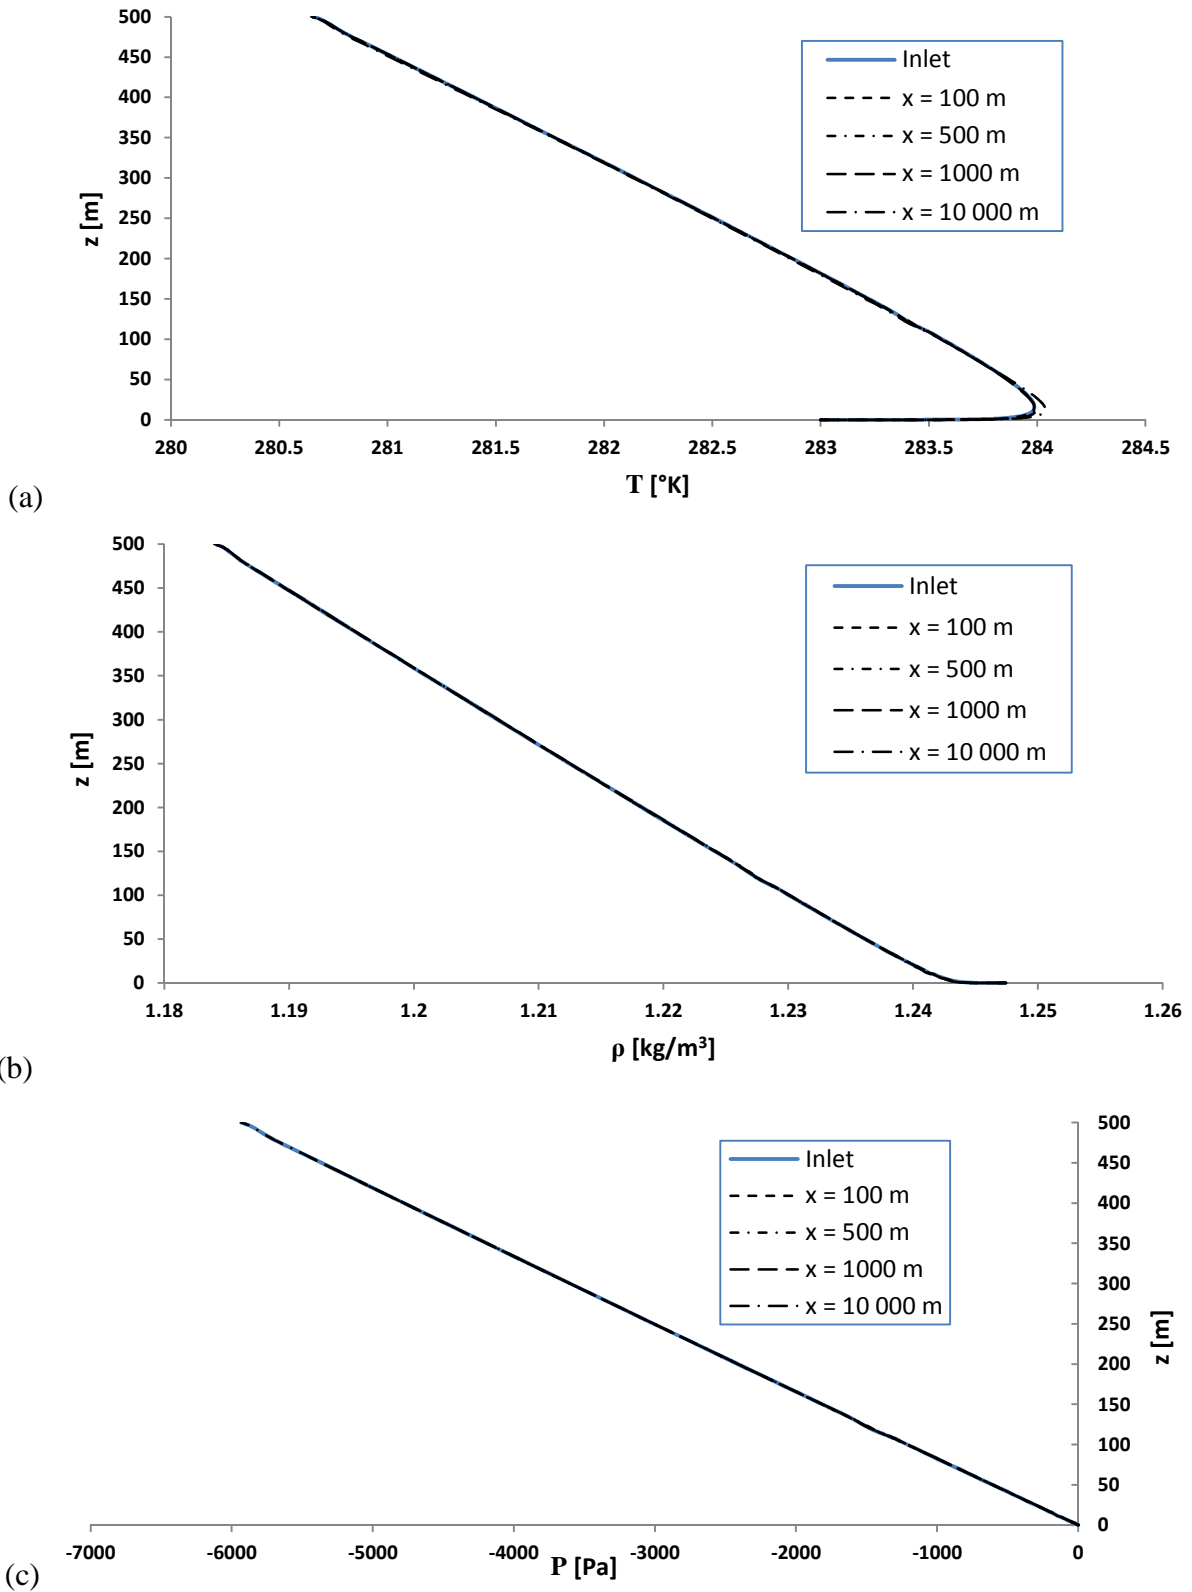 500
450
400
350
300
250
200
150
100
50
0
z [m]
280
280.5
281
281.5
282
282.5
283
283.5
284
284.5
T [°K]
Inlet
x = 100 m
x = 500 m
x = 1000 m
x = 10 000 m
(a)
500
450
400
350
300
250
200
150
100
50
0
z [m]
1.18
1.19
1.2
1.21
1.22
1.23
1.24
1.25
1.26
ρ [kg/m³]
Inlet
x = 100 m
x = 500 m
x = 1000 m
x = 10 000 m
(b)
500
450
400
350
300
250
200
150
100
50
0
z [m]
-7000
-6000
-5000
-4000
-3000
-2000
-1000
0
P [Pa]
Inlet
x = 100 m
x = 500 m
x = 1000 m
x = 10 000 m
(c)